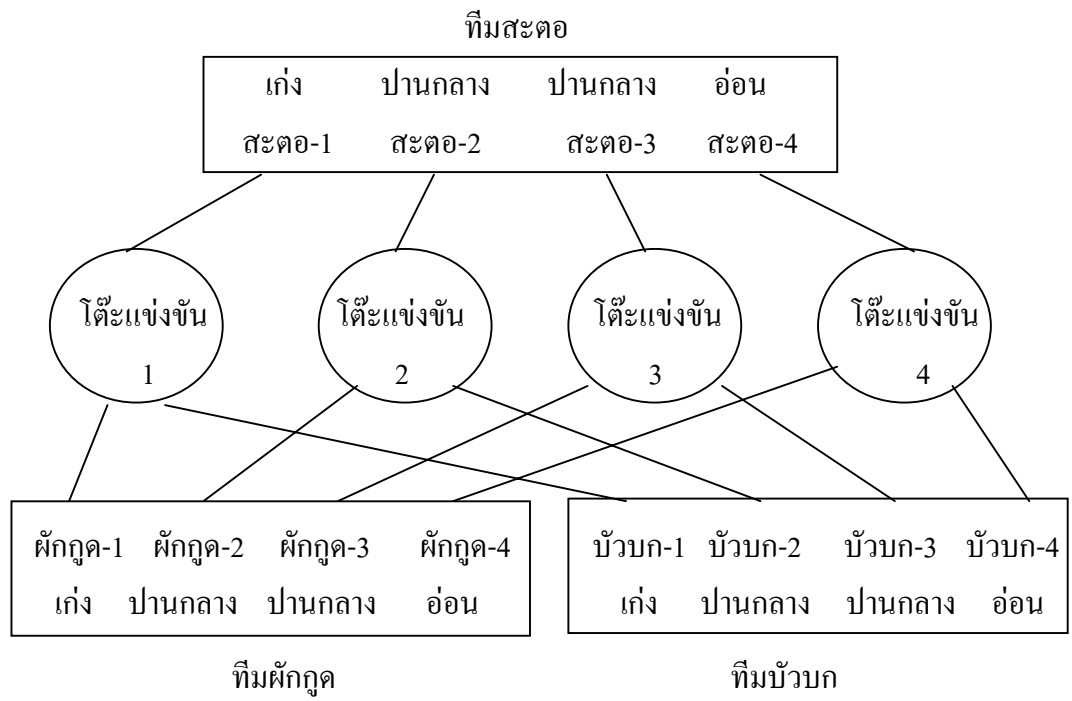 ทีมสะตอ
เก่ง ปานกลาง ปานกลาง อ่อน
สะตอ-1 สะตอ-2 สะตอ-3 สะตอ-4
โต๊ะแข่งขัน โต๊ะแข่งขัน โต๊ะแข่งขัน โต๊ะแข่งขัน
1 2 3 4
ผักกูด-1 ผักกูด-2 ผักกูด-3 ผักกูด-4 บัวบก-1 บัวบก-2 บัวบก-3 บัวบก-4
เก่ง ปานกลาง ปานกลาง อ่อน เก่ง ปานกลาง ปานกลาง อ่อน
ทีมผักกูด ทีมบัวบก